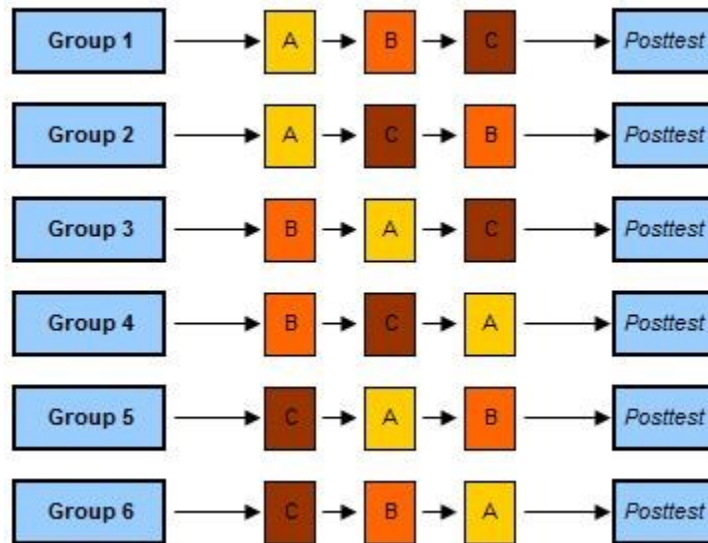 Group 1 A B C Posttest
Group 2 A C B Posttest
Group 3 B A C Posttest
Group 4 B C A Posttest
Group 5 C A B Posttest
Group 6 C B A Posttest